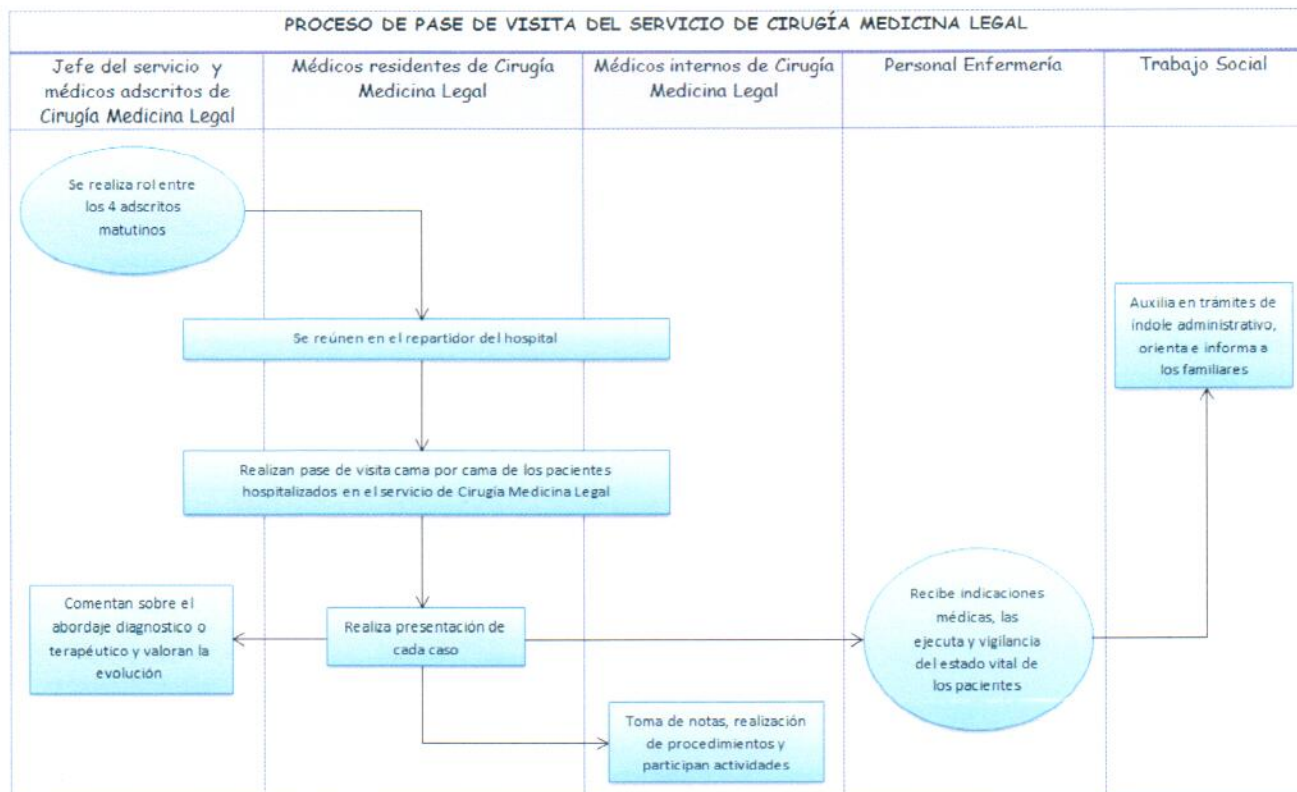 PROCESO DE PASE DE VISITA DEL SERVICIO DE CIRUGÍA MEDICINA LEGAL
Jefe del servicio y
médicos adscritos de
Cirugía Medicina Legal
Médicos residentes de Cirugía
Medicina Legal
Médicos internos de Cirugía
Medicina Legal
Personal Enfermería
Trabajo Social
Se realiza rol entre
los 4 adscritos
matutinos
Se reúnen en el repartidor del hospital
Auxilia en trámites de
índole administrativo,
orienta e informa a
los familiares
Realizan pase de visita cama por cama de los pacientes
hospitalizados en el servicio de Cirugía Medicina Legal
Comentan sobre el
abordaje diagnostico o
terapéutico y valoran la
evolución
Realiza presentación de
cada caso
Recibe indicaciones
médicas, las
ejecuta y vigilancia
del estado vital de
los pacientes
Toma de notas, realización
de procedimientos y
participan actividades